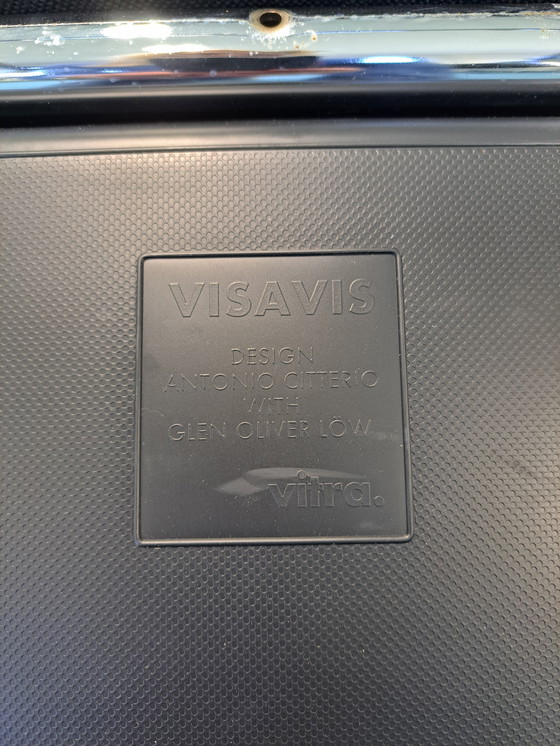 VISAVIS
DESIGN
ANTONIO CITTERIO
WITH
GLEN OLIVER LÖW
vitra.